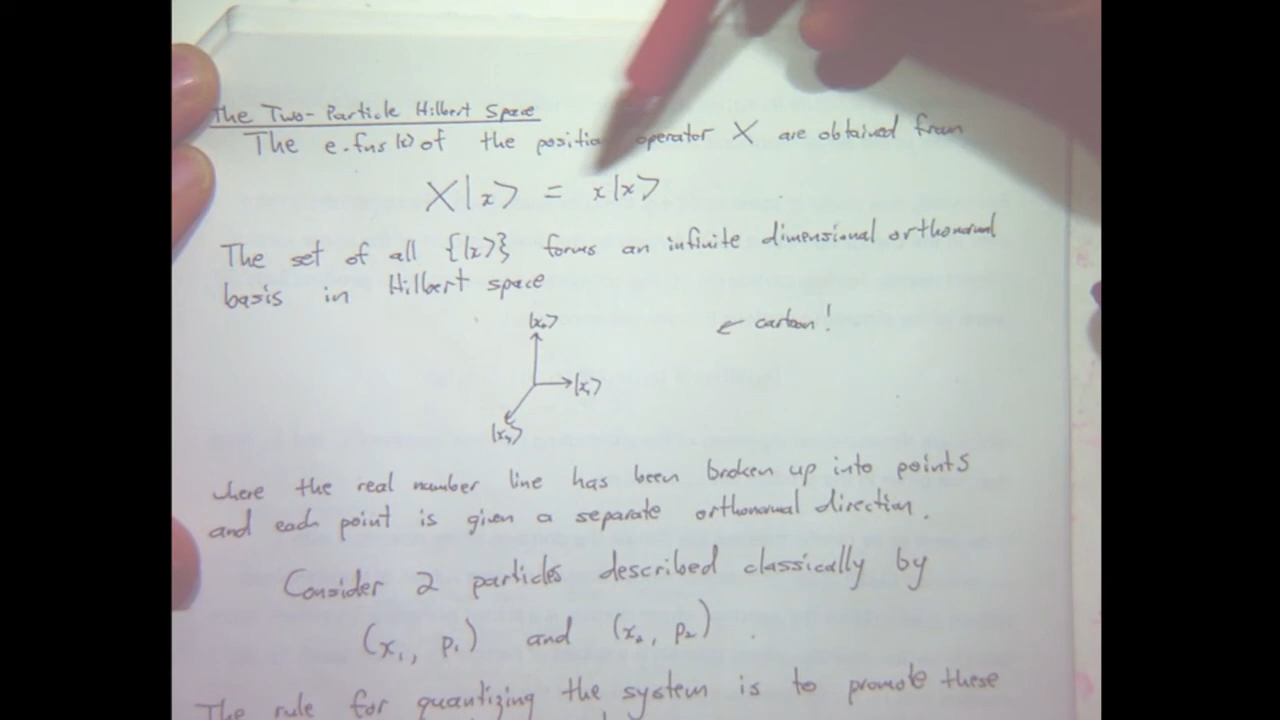 The Two-Particle Hilbert Space
The e.fns of the position operator X are obtained from
X|x> = x|x>
The set of all {|x>} forms an infinite dimensional orthonormal
basis in Hilbert space
← cartoon!
where the real number line has been broken up into points
and each point is given a separate orthonormal direction.
Consider 2 particles described classically by
(x₁, p₁) and (x₂, p₂).
The rule for quantizing the system is to promote these